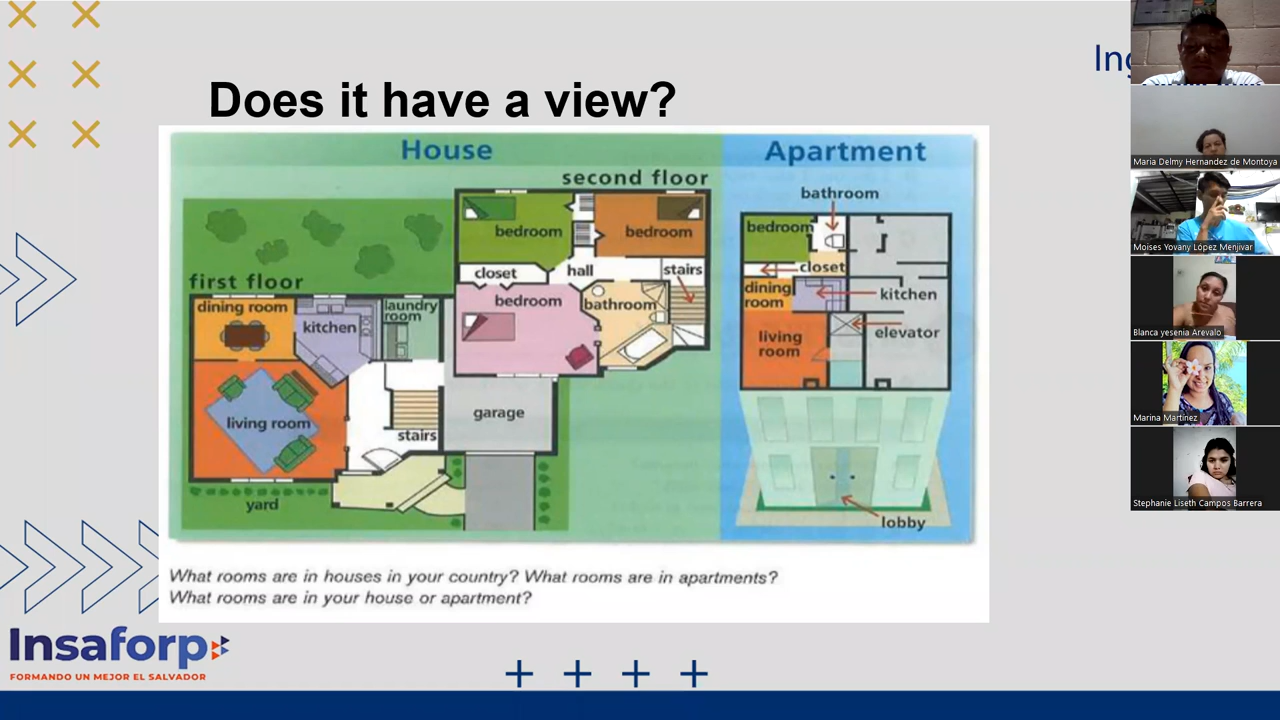 Ing
Does it have a view?
House
Apartment
second floor
bathroom
bedroom
bedroom
bedroom
closet
hall
stairs
closet
first floor
bedroom
bathroom
dining room
kitchen
laundry
room
dining
room
kitchen
elevator
living
room
living room
garage
stairs
yard
lobby
What rooms are in houses in your country? What rooms are in apartments?
What rooms are in your house or apartment?
Insaforp
FORMANDO UN MEJOR EL SALVADOR
Maria Delmy Hernandez de Montoya
Moises Yovany López Menjivar
Blanca yesenia Arevalo
Marina Martinez
Stephanie Liseth Campos Barrera